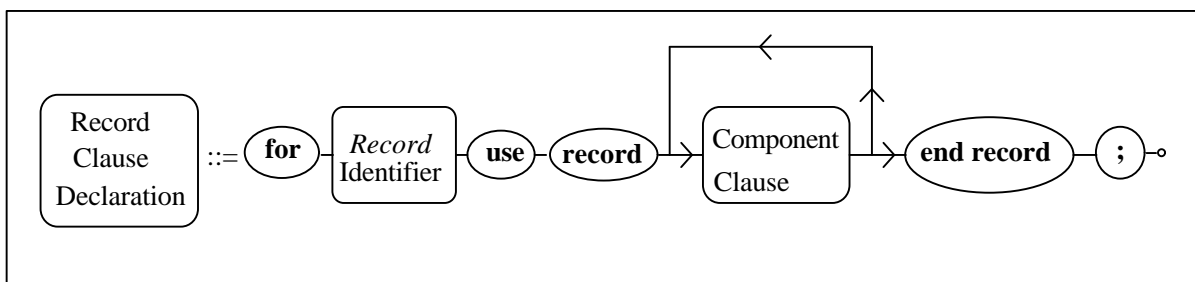 Record
Clause
Declaration
::=
for
Record
Identifier
use
record
Component
Clause
end record
;